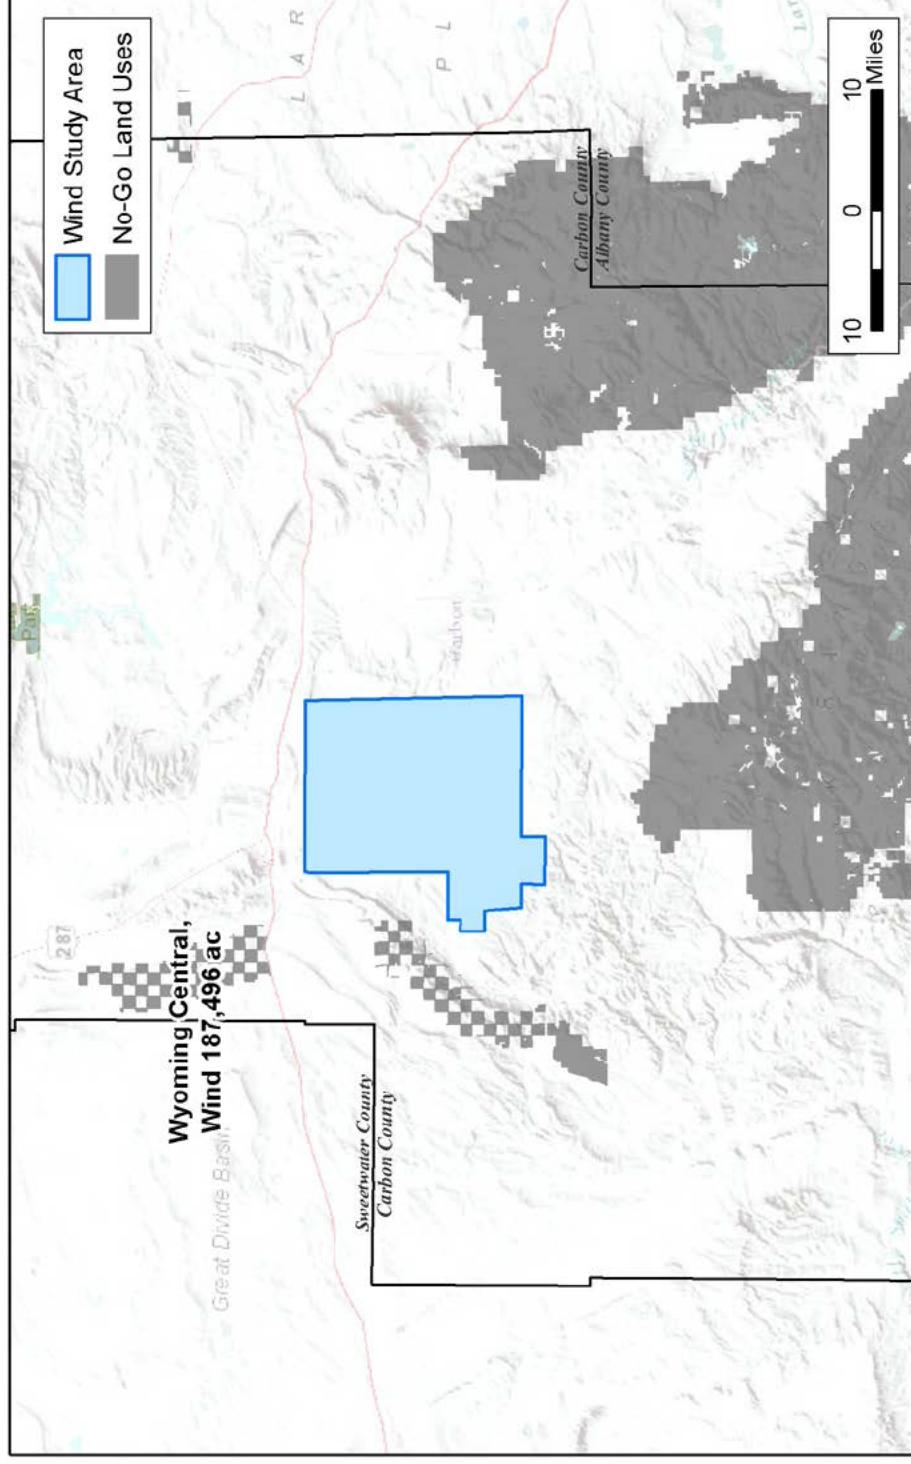 Wind Study Area
No-Go Land Uses
10 0 10
Miles
287
Wyoming Central,
Wind 187,496 ac
Great Divide Basin
Sweetwater County
Carbon County
Carbon County
Albany County
L A R
P L